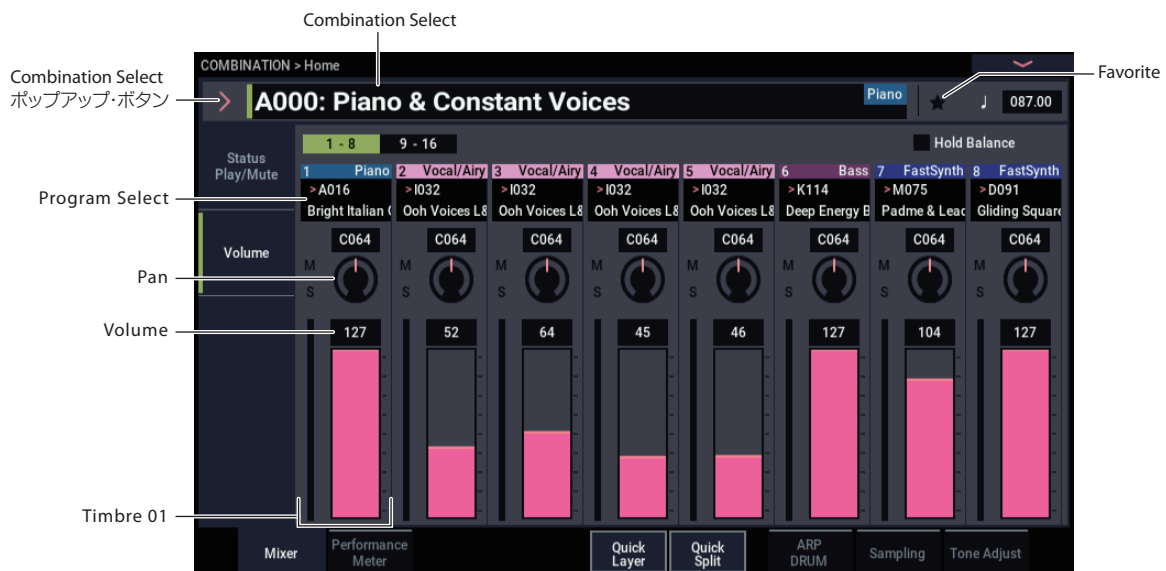 Combination Select
Combination Select
ポップアップ・ボタン
Favorite
COMBINATION > Home
A000: Piano & Constant Voices
Piano
♩ 087.00
1 - 8 9 - 16
Hold Balance
Status
Play/Mute
Program Select
1 Piano 2 Vocal/Airy 3 Vocal/Airy 4 Vocal/Airy 5 Vocal/Airy 6 Bass 7 FastSynth 8 FastSynth
>A016 >I032 >I032 >I032 >I032 >K114 >M075 >D091
Bright Italian Ooh Voices L& Ooh Voices L& Ooh Voices L& Ooh Voices L& Deep Energy B Padme & Lead Gliding Square
Volume
C064 C064 C064 C064 C064 C064 C064 C064
Pan
M M M M M M M M
S S S S S S S S
Volume
127 52 64 45 46 127 104 127
Timbre 01
Mixer
Performance
Meter
Quick
Layer
Quick
Split
ARP
DRUM
Sampling
Tone Adjust